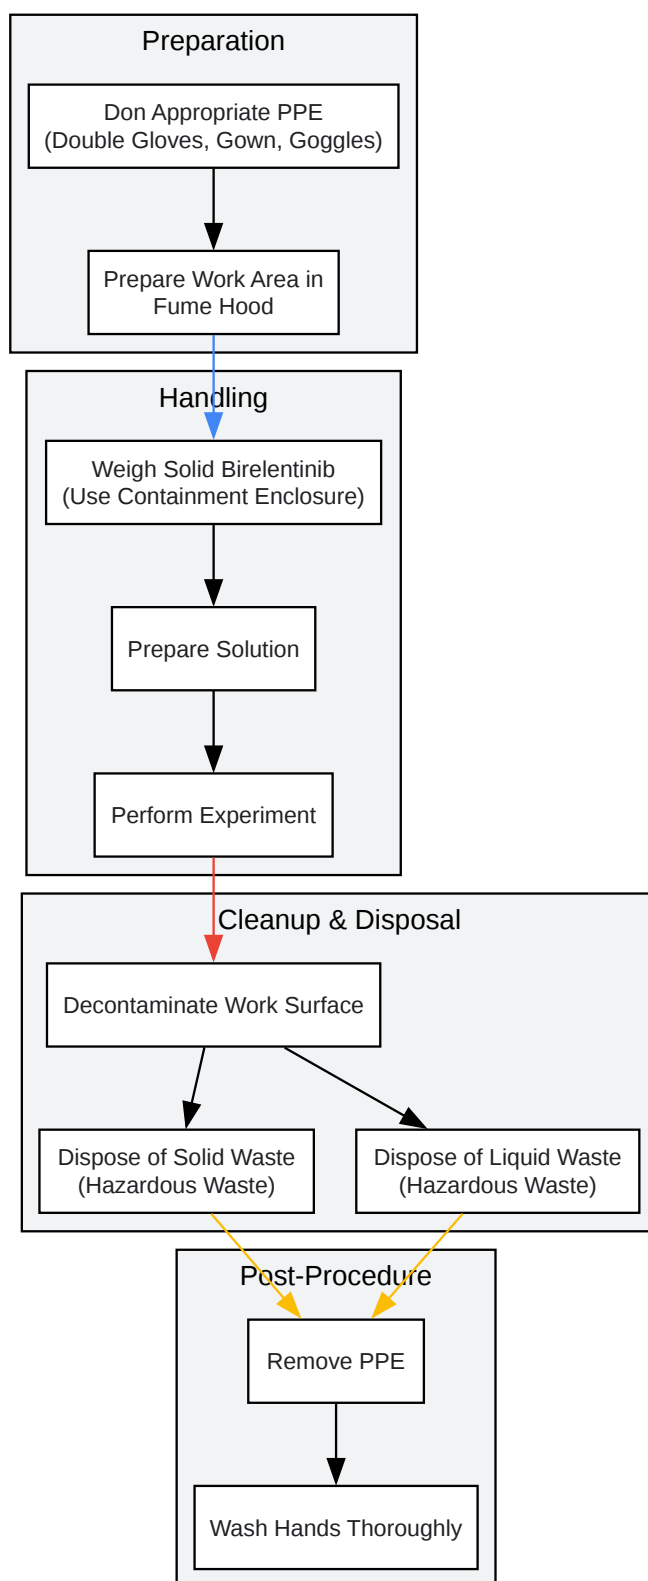 Preparation
Don Appropriate PPE
(Double Gloves, Gown, Goggles)
Prepare Work Area in
Fume Hood
Handling
Weigh Solid Birelentinib
(Use Containment Enclosure)
Prepare Solution
Perform Experiment
Cleanup & Disposal
Decontaminate Work Surface
Dispose of Solid Waste
(Hazardous Waste)
Dispose of Liquid Waste
(Hazardous Waste)
Post-Procedure
Remove PPE
Wash Hands Thoroughly